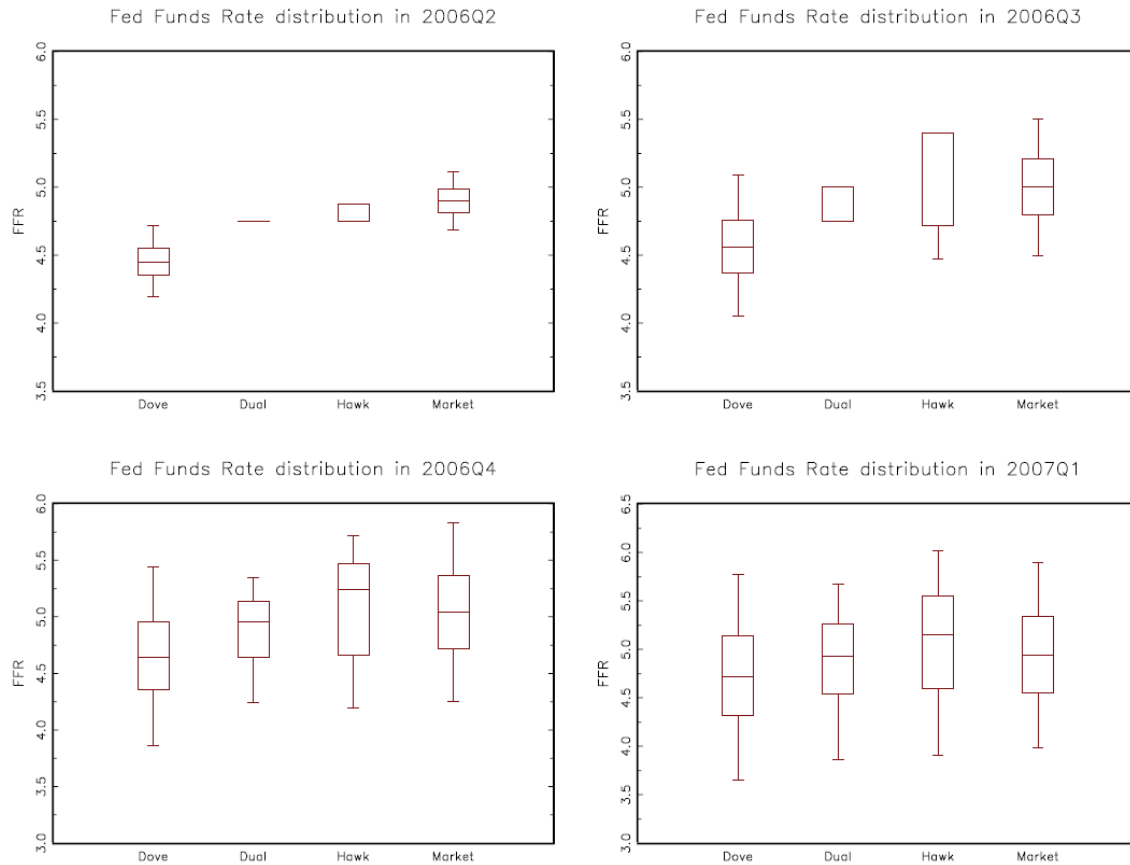 Fed Funds Rate distribution in 2006Q2
FFR
6.0
5.5
5.0
4.5
4.0
3.5
Dove Dual Hawk Market
Fed Funds Rate distribution in 2006Q3
FFR
6.0
5.5
5.0
4.5
4.0
3.5
Dove Dual Hawk Market
Fed Funds Rate distribution in 2006Q4
FFR
6.0
5.5
5.0
4.5
4.0
3.5
3.0
Dove Dual Hawk Market
Fed Funds Rate distribution in 2007Q1
FFR
6.5
6.0
5.5
5.0
4.5
4.0
3.5
3.0
Dove Dual Hawk Market